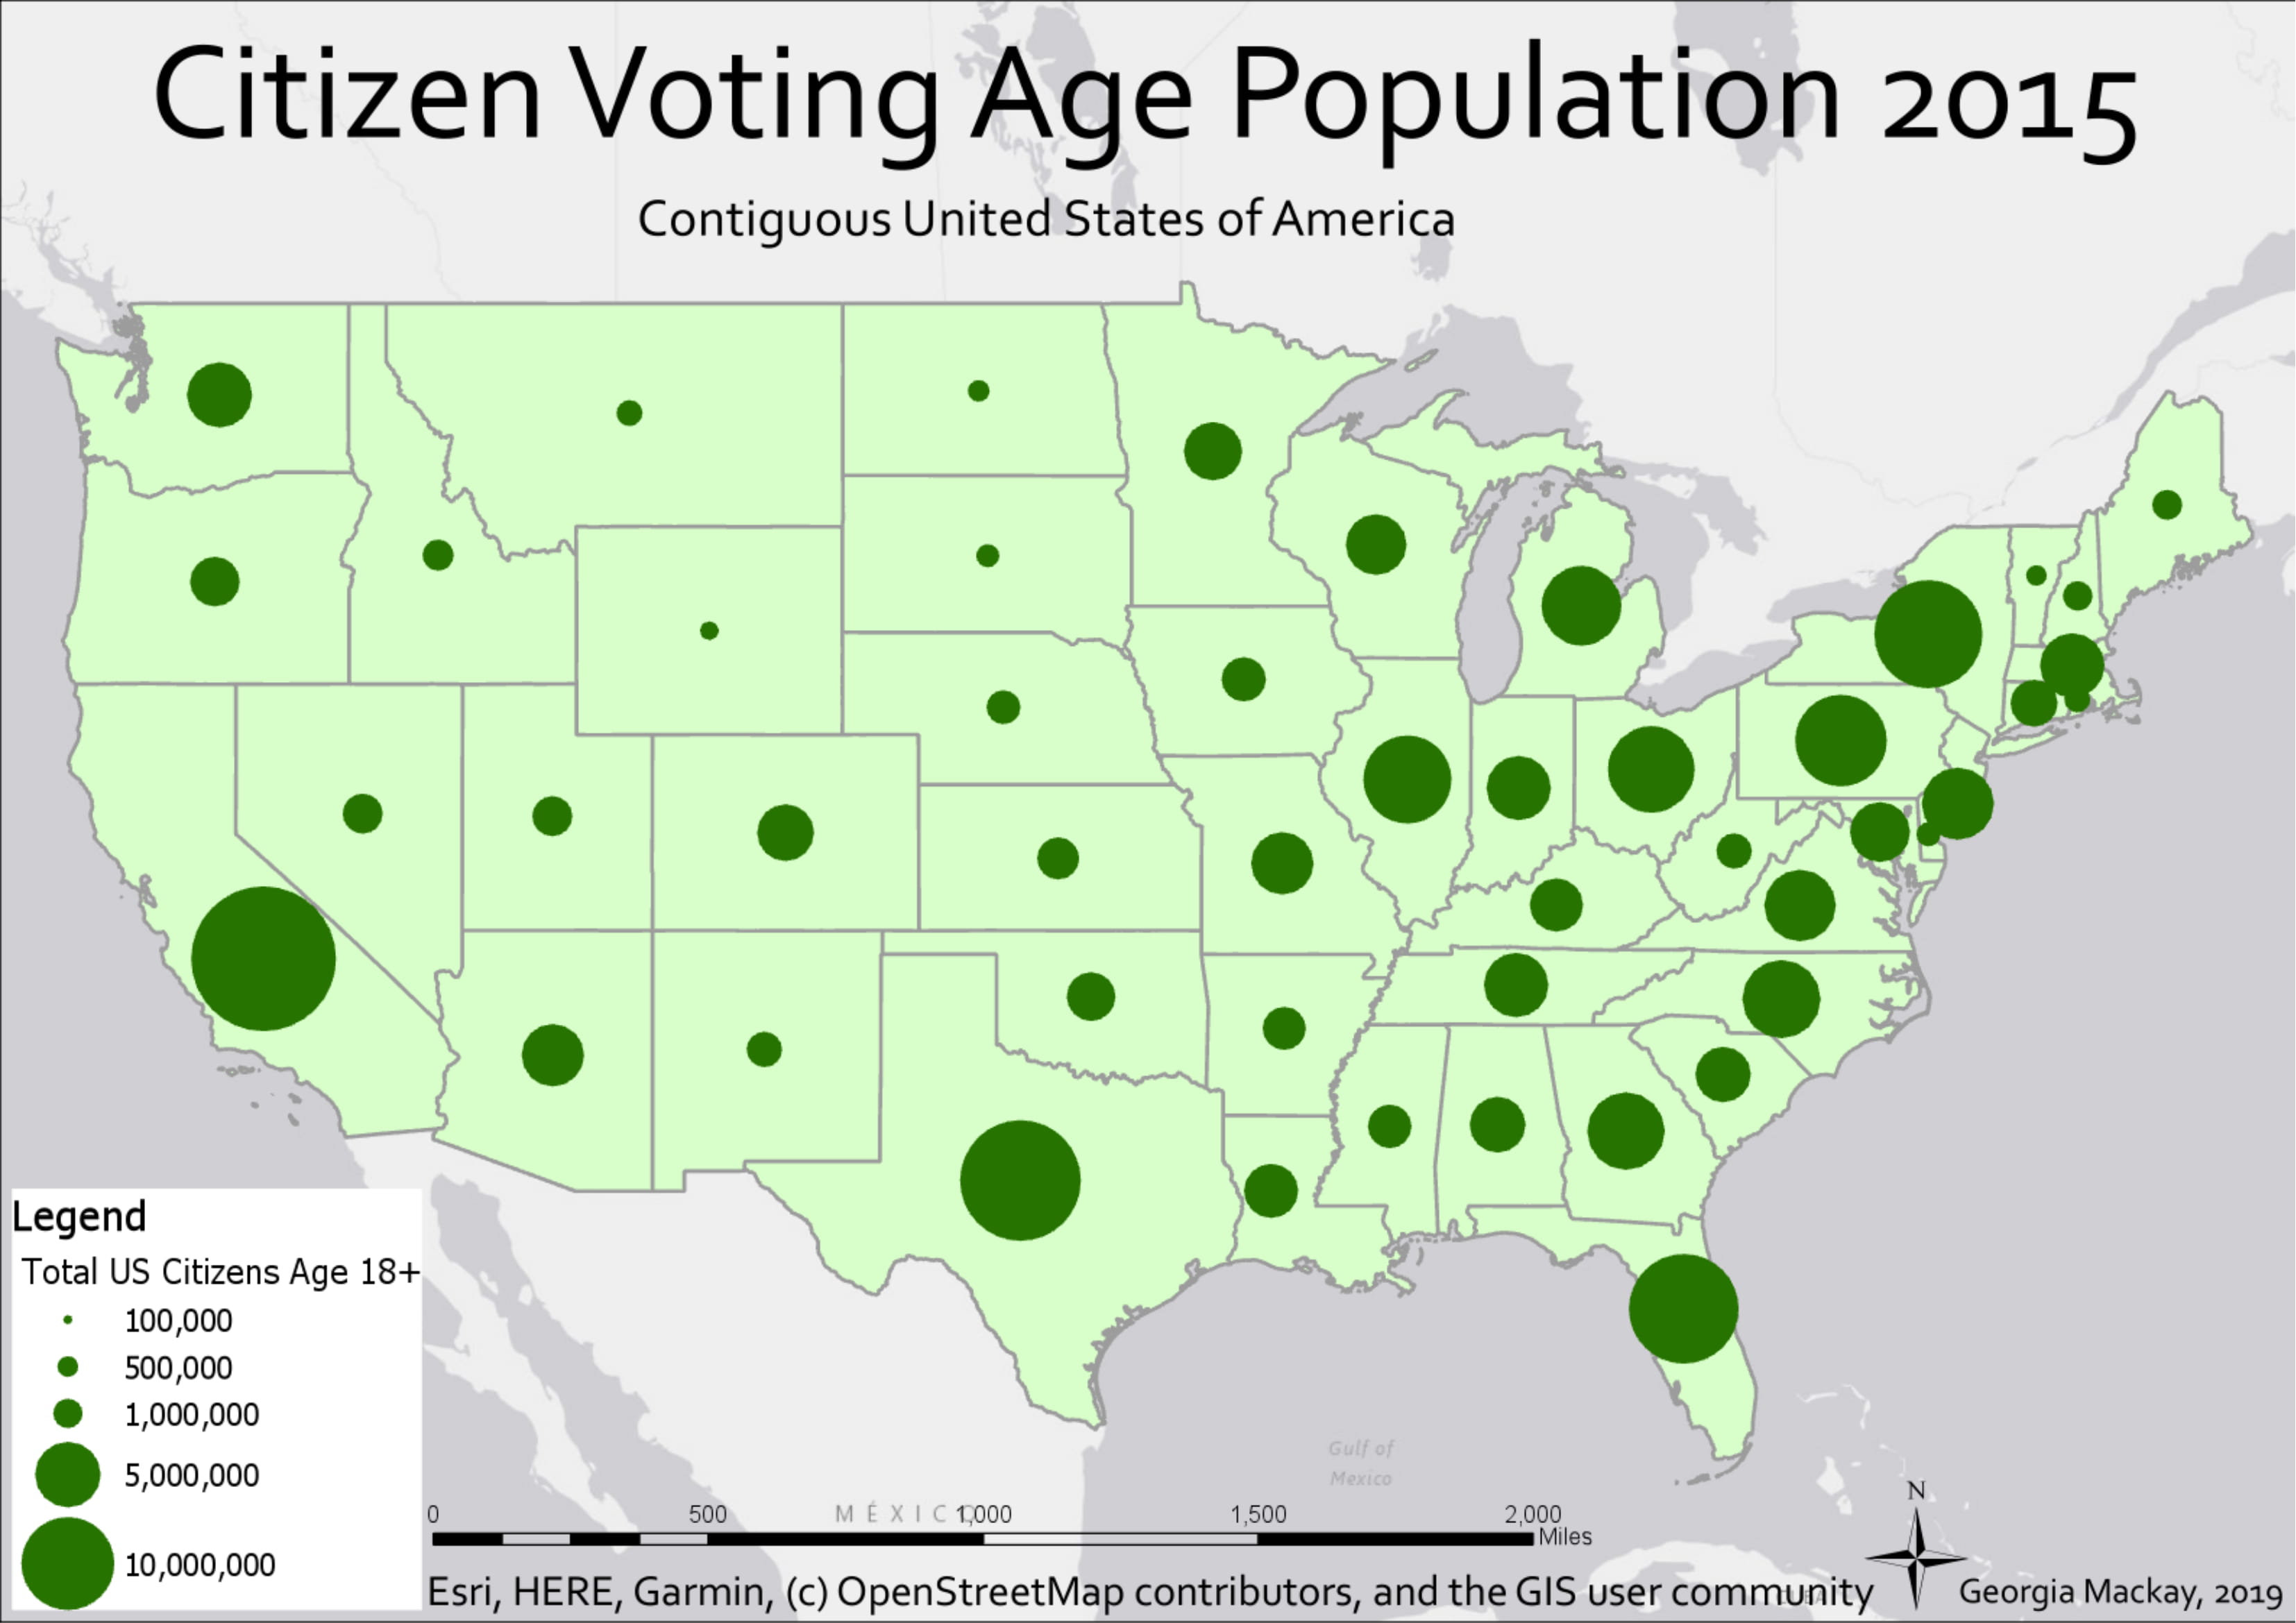 Citizen Voting Age Population 2015
Contiguous United States of America
Legend
Total US Citizens Age 18+
100,000
500,000
1,000,000
5,000,000
10,000,000
Gulf of
Mexico
MÉXICO
0 500 1,000 1,500 2,000
Miles
N
Esri, HERE, Garmin, (c) OpenStreetMap contributors, and the GIS user community
Georgia Mackay, 2019